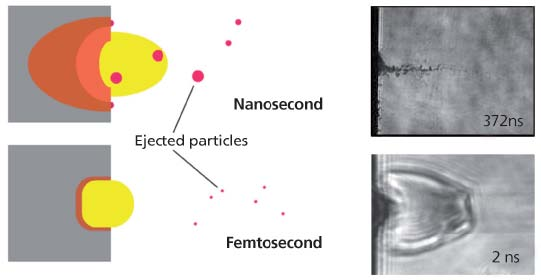 Nanosecond
372ns
Ejected particles
Femtosecond
2 ns